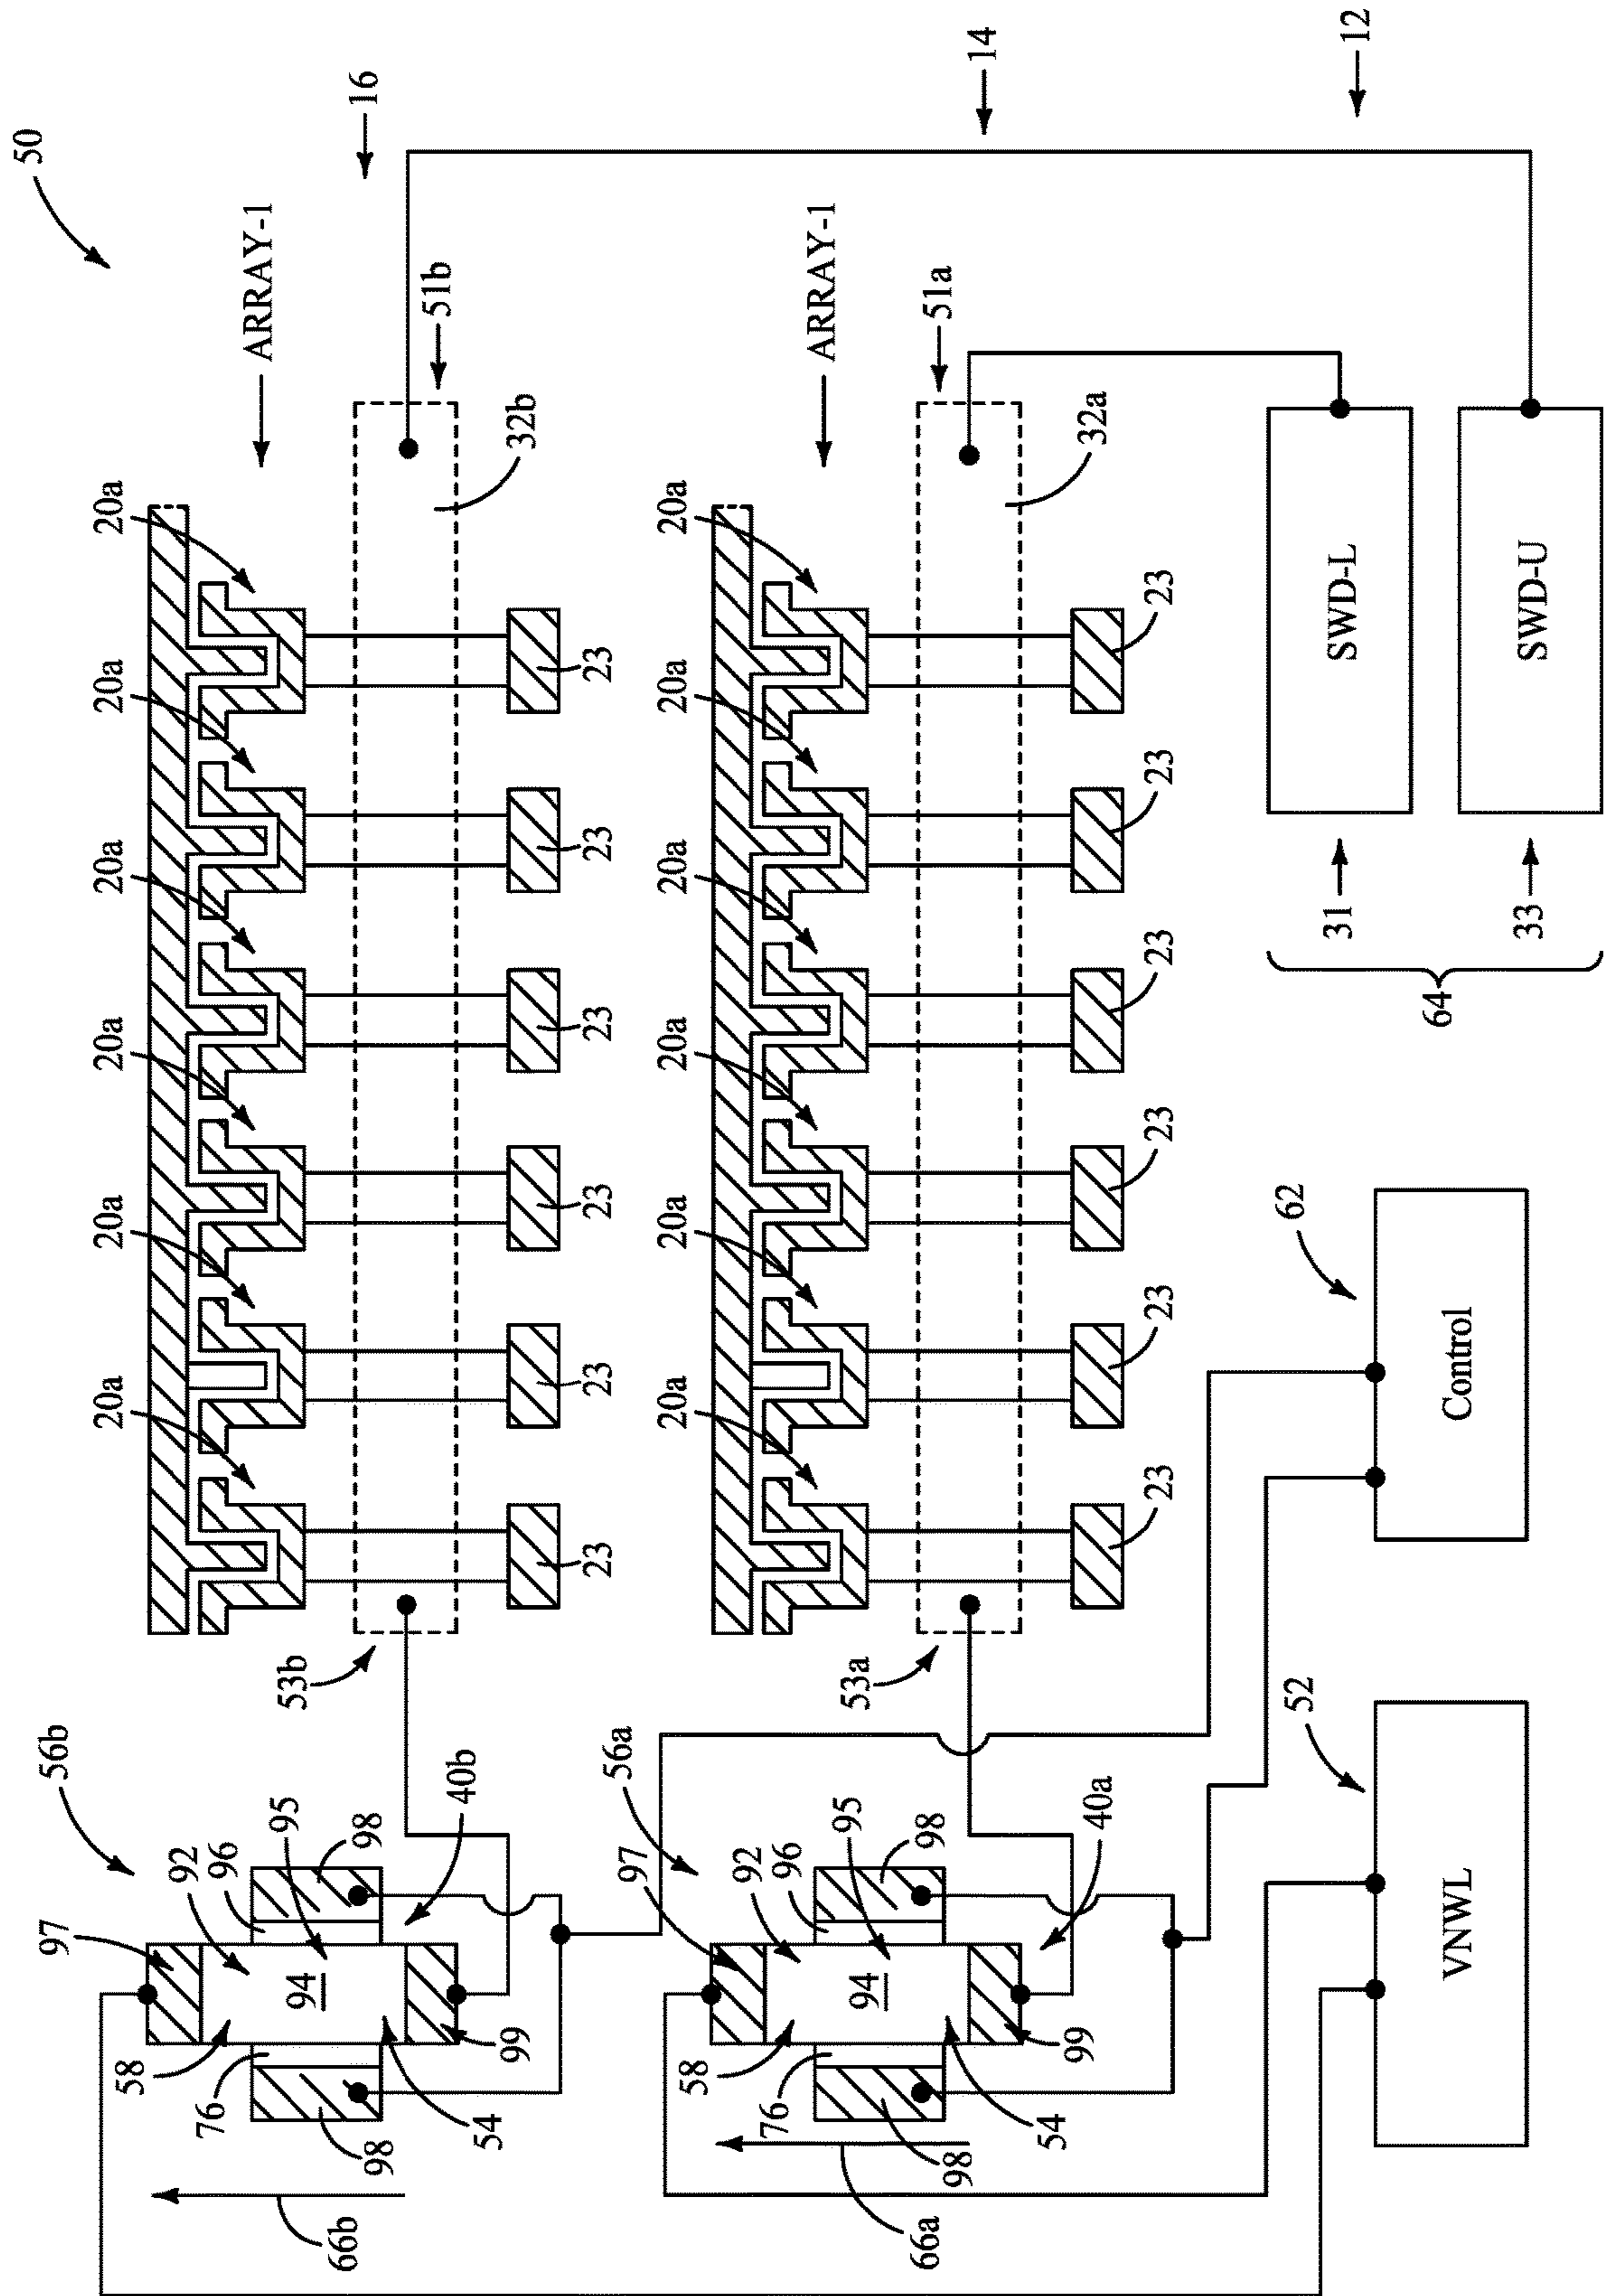 50
56b
97
20a 20a 20a 20a 20a 20a
58
92
76
96
ARRAY-1
53b
94
95
16
66b
98
98
51b
40b
54
99
32b
23 23 23 23 23 23
56a
97
20a 20a 20a 20a 20a 20a
58
92
76
96
ARRAY-1
53a
94
95
66a
98
98
51a
14
54
99
40a
32a
23 23 23 23 23 23
52
62
12
VNWL
Control
31
SWD-L
64
33
SWD-U